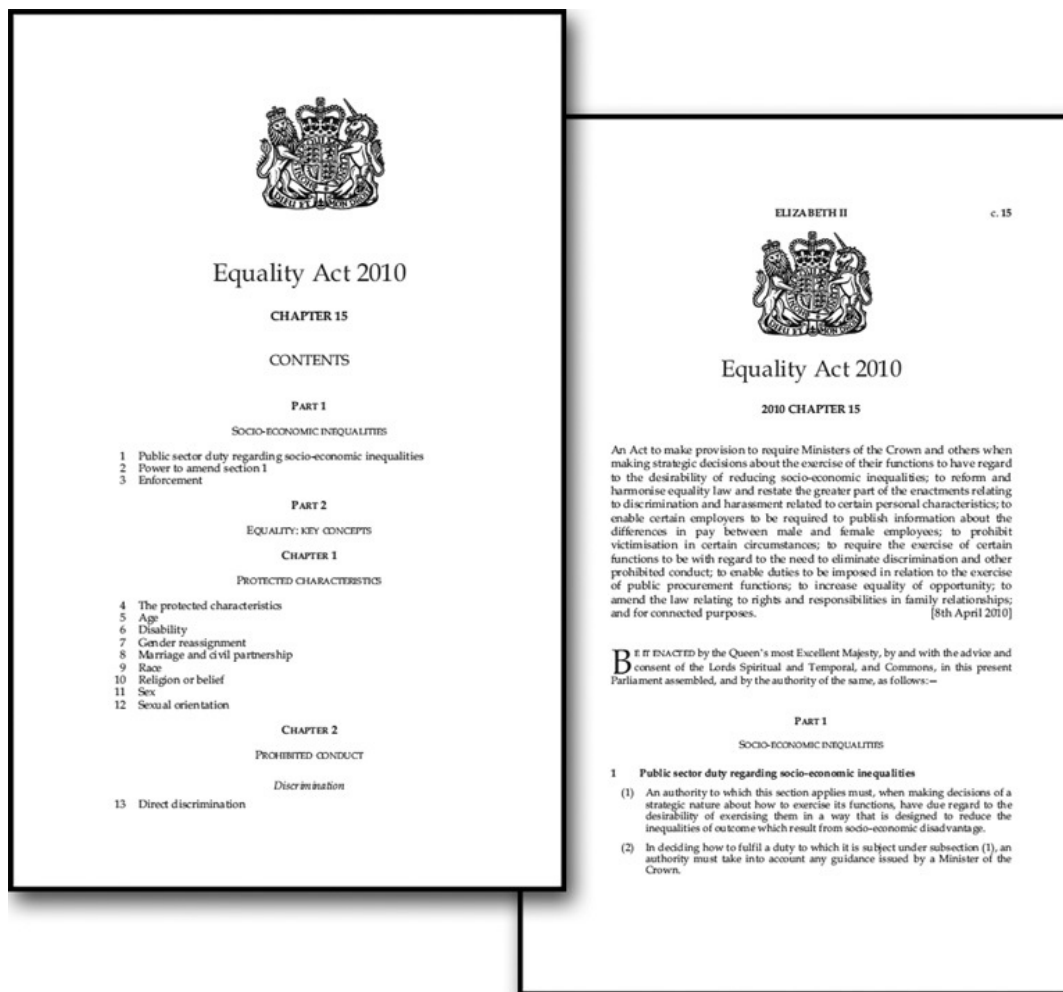 DIEU ET MON DROIT
Equality Act 2010
CHAPTER 15
CONTENTS
PART 1
SOCIO-ECONOMIC INEQUALITIES
1 Public sector duty regarding socio-economic inequalities
2 Power to amend section 1
3 Enforcement
PART 2
EQUALITY: KEY CONCEPTS
CHAPTER 1
PROTECTED CHARACTERISTICS
4 The protected characteristics
5 Age
6 Disability
7 Gender reassignment
8 Marriage and civil partnership
9 Race
10 Religion or belief
11 Sex
12 Sexual orientation
CHAPTER 2
PROHIBITED CONDUCT
Discrimination
13 Direct discrimination
ELIZABETH II c. 15
DIEU ET MON DROIT
Equality Act 2010
2010 CHAPTER 15
An Act to make provision to require Ministers of the Crown and others when
making strategic decisions about the exercise of their functions to have regard
to the desirability of reducing socio-economic inequalities; to reform and
harmonise equality law and restate the greater part of the enactments relating
to discrimination and harassment related to certain personal characteristics; to
enable certain employers to be required to publish information about the
differences in pay between male and female employees; to prohibit
victimisation in certain circumstances; to require the exercise of certain
functions to be with regard to the need to eliminate discrimination and other
prohibited conduct; to enable duties to be imposed in relation to the exercise
of public procurement functions; to increase equality of opportunity; to
amend the law relating to rights and responsibilities in family relationships;
and for connected purposes. [8th April 2010]
BE IT ENACTED by the Queen's most Excellent Majesty, by and with the advice and
consent of the Lords Spiritual and Temporal, and Commons, in this present
Parliament assembled, and by the authority of the same, as follows:—
PART 1
SOCIO-ECONOMIC INEQUALITIES
1 Public sector duty regarding socio-economic inequalities
(1) An authority to which this section applies must, when making decisions of a
strategic nature about how to exercise its functions, have due regard to the
desirability of exercising them in a way that is designed to reduce the
inequalities of outcome which result from socio-economic disadvantage.
(2) In deciding how to fulfil a duty to which it is subject under subsection (1), an
authority must take into account any guidance issued by a Minister of the
Crown.